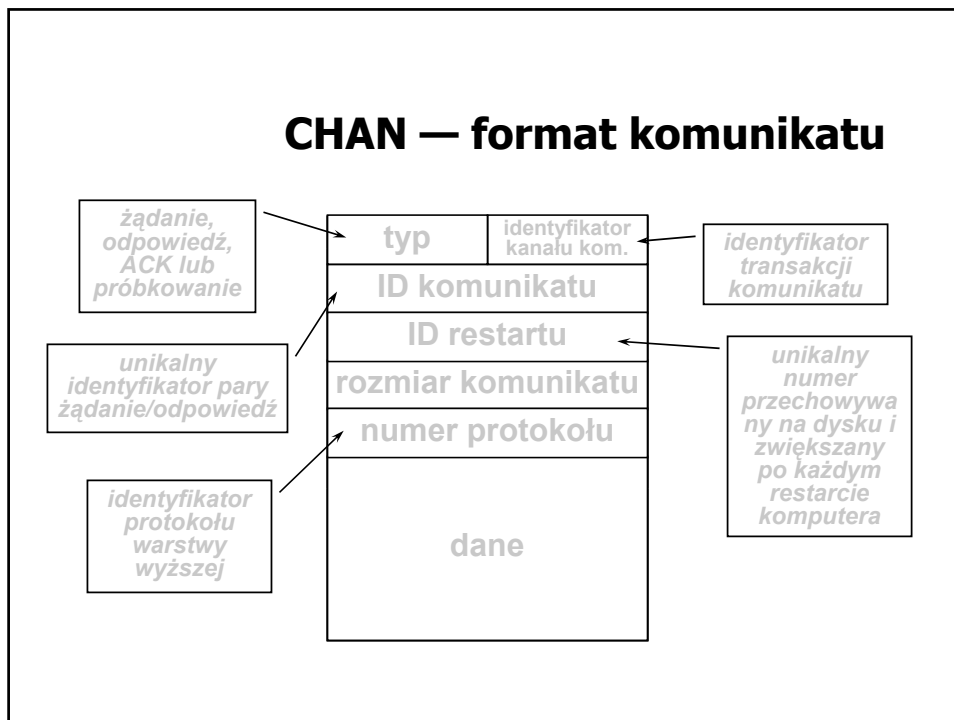 CHAN — format komunikatu
żądanie,
odpowiedź,
ACK lub
próbkowanie
typ
identyfikator
kanału kom.
identyfikator
transakcji
komunikatu
ID komunikatu
unikalny
identyfikator pary
żądanie/odpowiedź
ID restartu
unikalny
numer
przechowywa
ny na dysku i
zwiększany
po każdym
restarcie
komputera
rozmiar komunikatu
numer protokołu
identyfikator
protokołu
warstwy
wyższej
dane